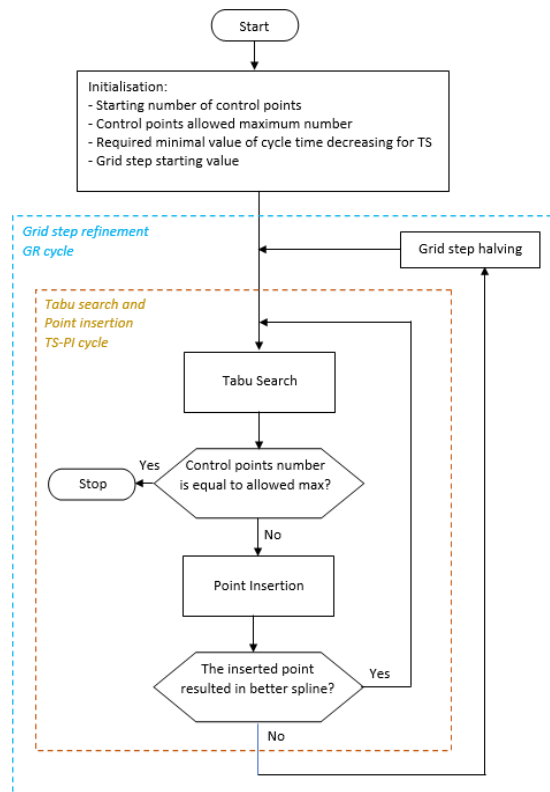 Start
Initialisation:
- Starting number of control points
- Control points allowed maximum number
- Required minimal value of cycle time decreasing for TS
- Grid step starting value
Grid step refinement
GR cycle
Grid step halving
Tabu search and
Point insertion
TS-PI cycle
Tabu Search
Control points number
is equal to allowed max?
Yes
Stop
No
Point Insertion
The inserted point
resulted in better spline?
Yes
No